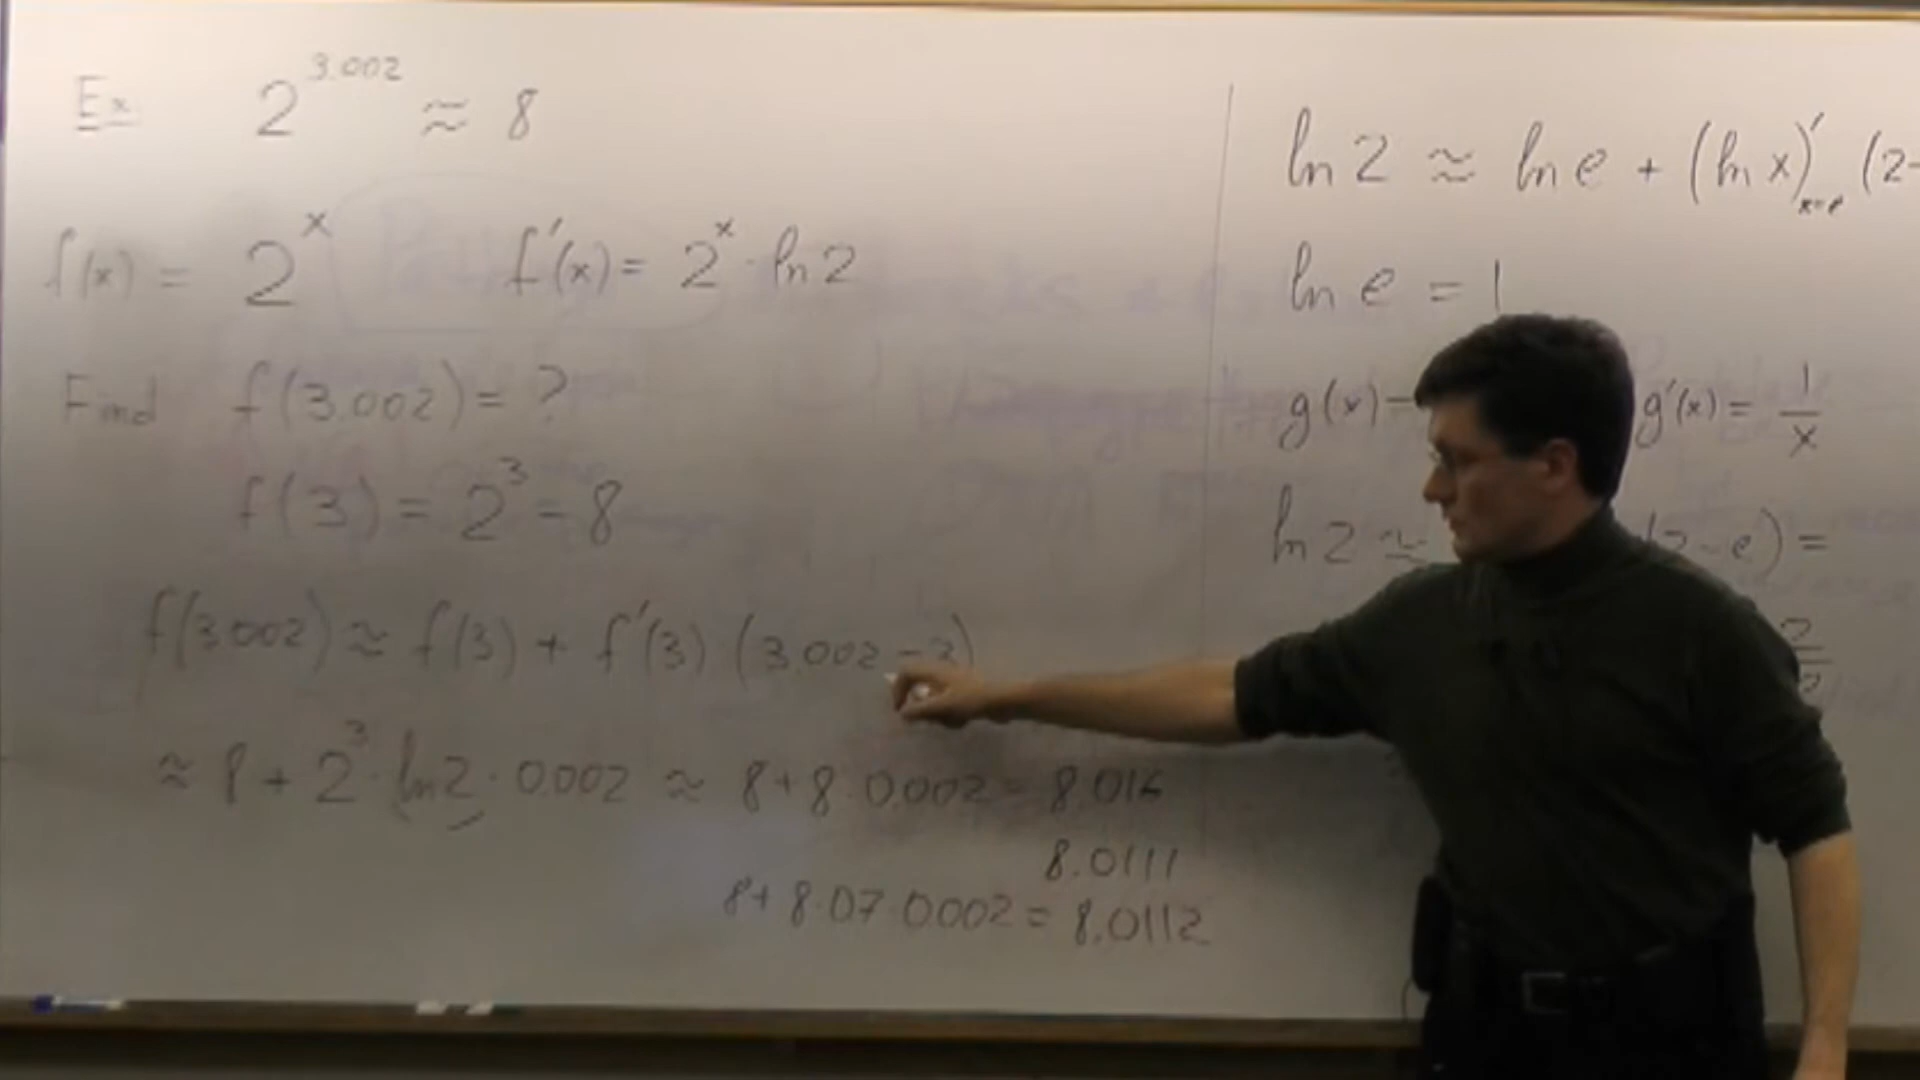 Ex 2^3.002 ≈ 8
f(x) = 2^x f'(x) = 2^x · ln 2
Find f(3.002) = ?
f(3) = 2^3 = 8
f(3.002) ≈ f(3) + f'(3) (3.002 - 3)
≈ 8 + 2^3 · ln 2 · 0.002 ≈ 8 + 8 · 0.002 = 8.016
8.0111
8 + 8 · 0.7 · 0.002 = 8.0112
ln 2 ≈ ln e + (ln x)'_{x=e} (2-
ln e = 1
g(x) = g'(x) = 1/x
ln 2 ≈ (2 - e) =